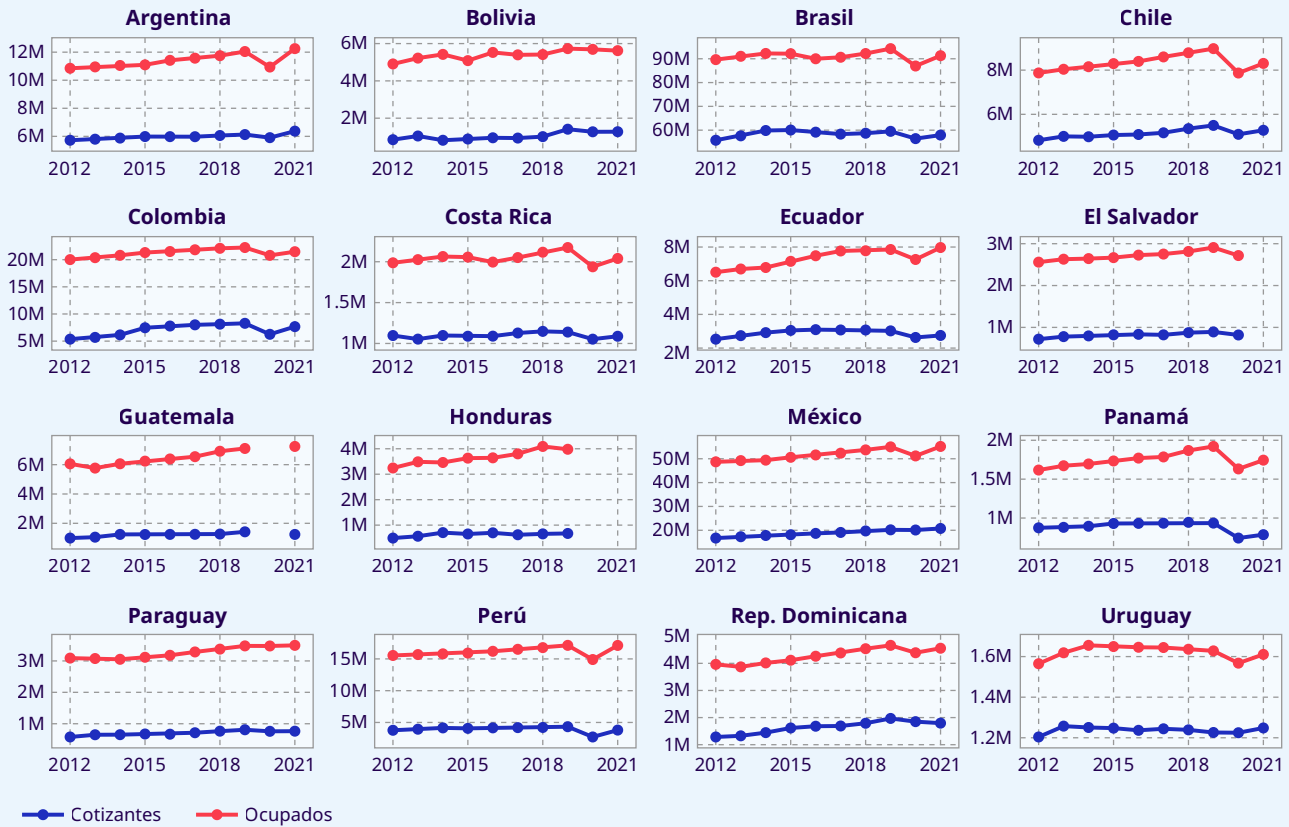 Argentina
Bolivia
Brasil
Chile
12M
10M
8M
6M
2012 2015 2018 2021
6M
4M
2M
2012 2015 2018 2021
90M
80M
70M
60M
2012 2015 2018 2021
8M
6M
2012 2015 2018 2021
Colombia
Costa Rica
Ecuador
El Salvador
20M
15M
10M
5M
2012 2015 2018 2021
2M
1.5M
1M
2012 2015 2018 2021
8M
6M
4M
2M
2012 2015 2018 2021
3M
2M
1M
2012 2015 2018 2021
Guatemala
Honduras
México
Panamá
6M
4M
2M
2012 2015 2018 2021
4M
3M
2M
1M
2012 2015 2018 2021
50M
40M
30M
20M
2012 2015 2018 2021
2M
1.5M
1M
2012 2015 2018 2021
Paraguay
Perú
Rep. Dominicana
Uruguay
3M
2M
1M
2012 2015 2018 2021
15M
10M
5M
2012 2015 2018 2021
5M
4M
3M
2M
1M
2012 2015 2018 2021
1.6M
1.4M
1.2M
2012 2015 2018 2021
Cotizantes Ocupados